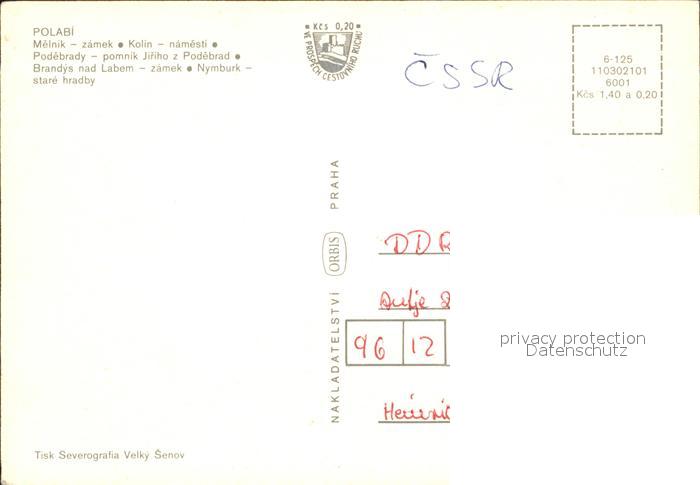 POLABÍ
Mělník – zámek ● Kolín – náměstí ●
Poděbrady – pomník Jiřího z Poděbrad ●
Brandýs nad Labem – zámek ● Nymburk –
staré hradby
Kčs 0,20
VE PROSPĚCH CESTOVNÍHO RUCHU
ČSSR
6-125
110302101
6001
Kčs 1,40 a 0,20
NAKLADATELSTVÍ ORBIS PRAHA
DDR
Antje
96 12
privacy protection
Datenschutz
Tisk Severografia Velký Šenov